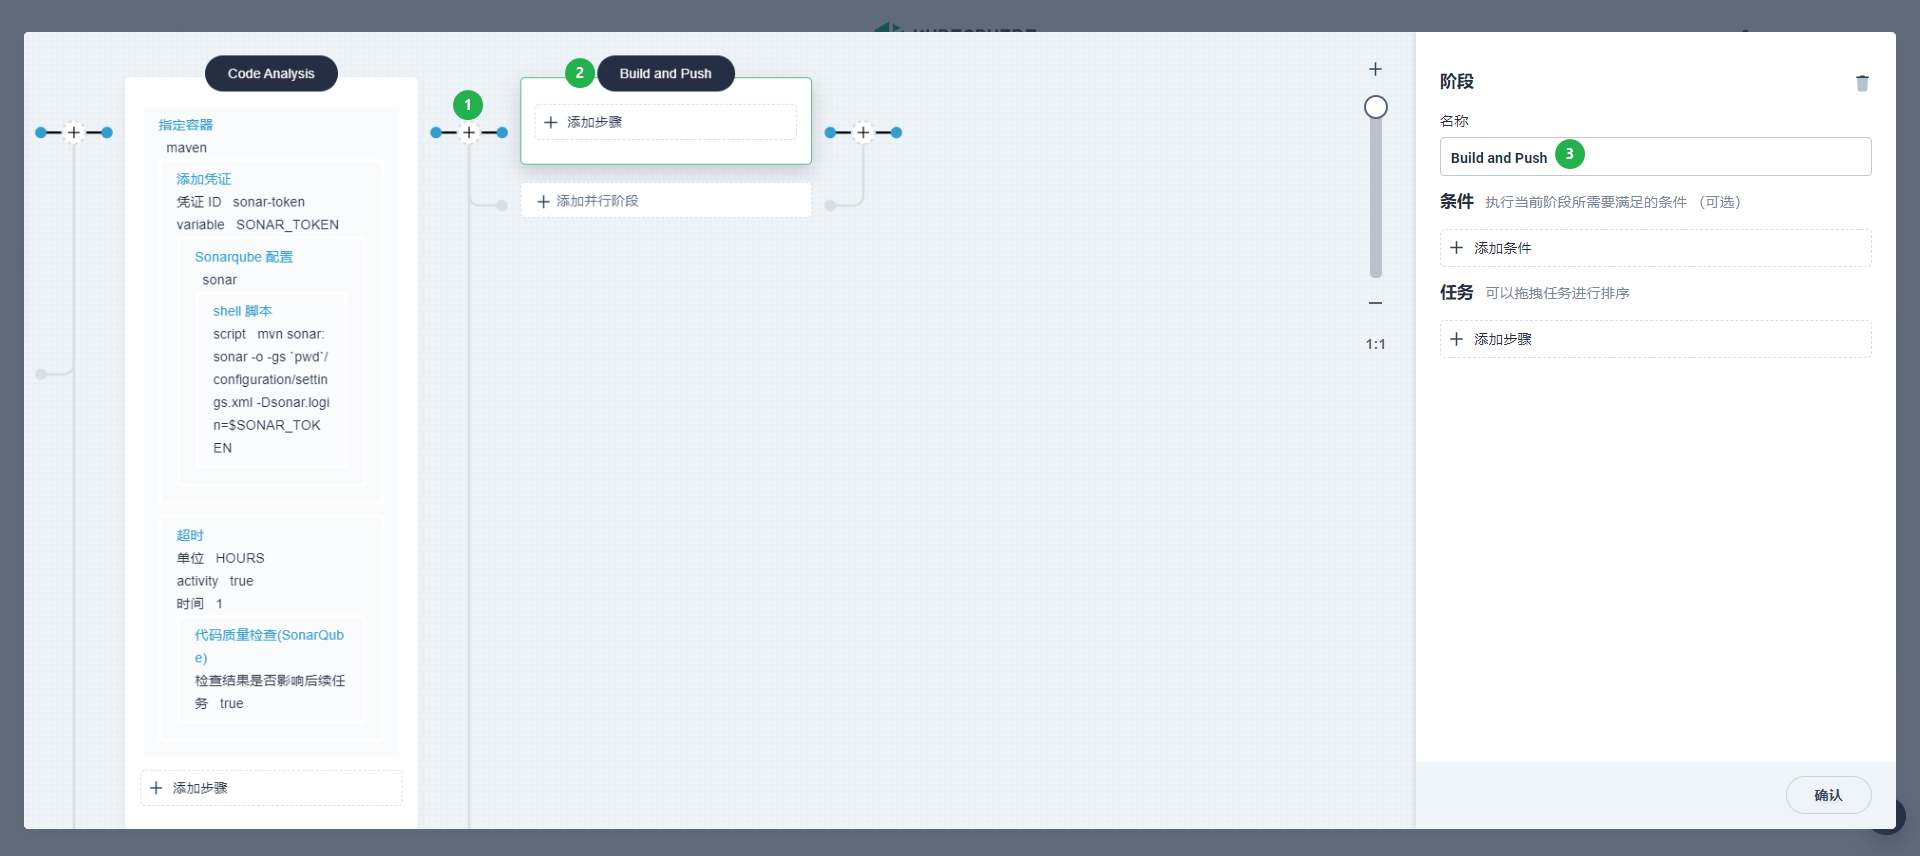 Code Analysis
指定容器
maven
添加凭证
凭证 ID sonar-token
variable SONAR_TOKEN
Sonarqube 配置
sonar
shell 脚本
script mvn sonar:
sonar -o -gs `pwd`/
configuration/settin
gs.xml -Dsonar.logi
n=$SONAR_TOK
EN
超时
单位 HOURS
activity true
时间 1
代码质量检查(SonarQub
e)
检查结果是否影响后续任
务 true
添加步骤
1
2
Build and Push
添加步骤
添加并行阶段
1:1
阶段
名称
Build and Push 3
条件 执行当前阶段所需要满足的条件 （可选）
添加条件
任务 可以拖拽任务进行排序
添加步骤
确认